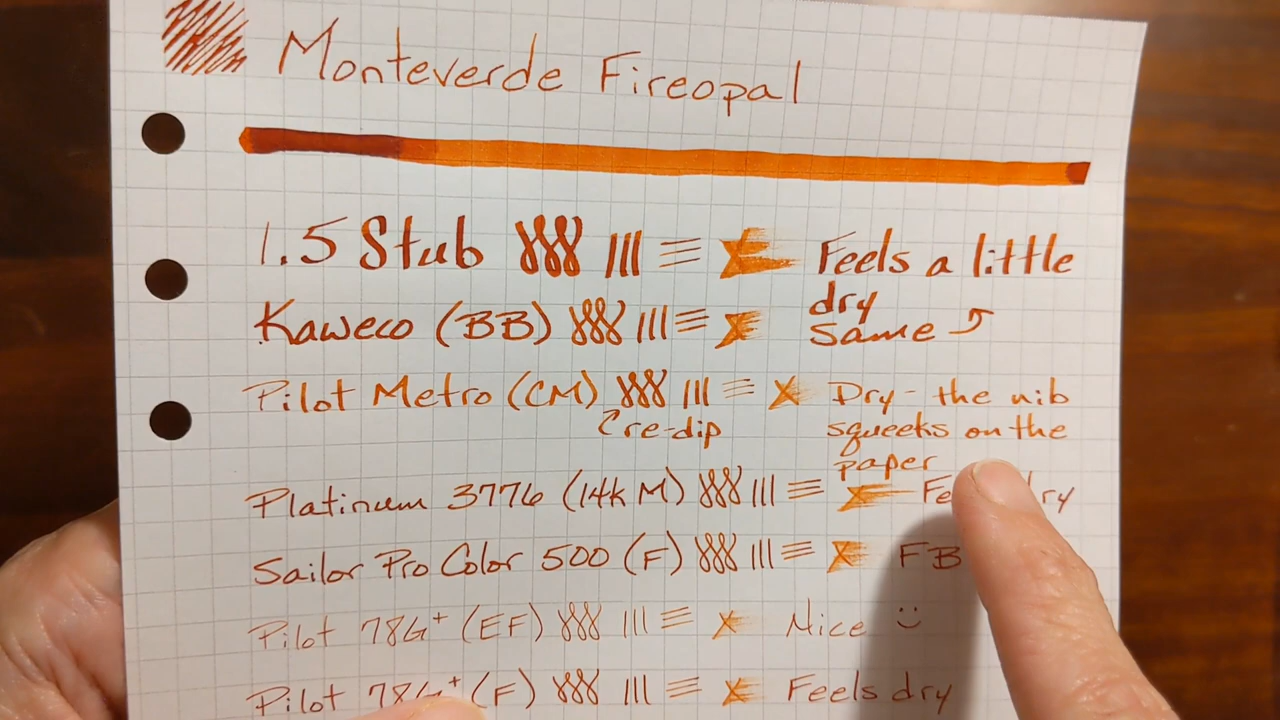 Monteverde Fireopal
1.5 Stub Feels a little
dry
Kaweco (BB) Same
Pilot Metro (CM) Dry - the nib
re-dip squeeks on the
paper
Platinum 3776 (14k M)
Sailor Pro Color 500 (F) FB
Pilot 78G+ (EF) Nice :)
Pilot 78G+ (F) Feels dry